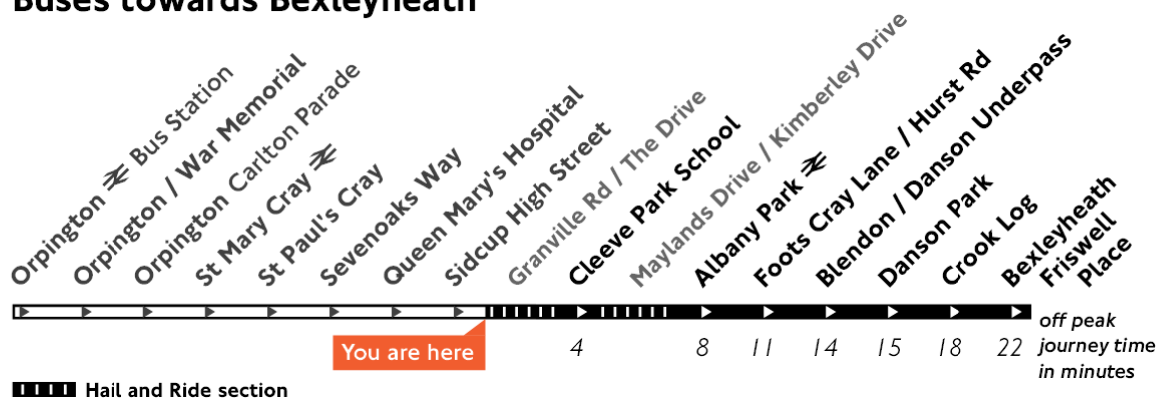 Buses towards Bexleyheath
Orpington Bus Station
Orpington / War Memorial
Orpington Carlton Parade
St Mary Cray
St Paul's Cray
Sevenoaks Way
Queen Mary's Hospital
Sidcup High Street
Granville Rd / The Drive
Cleeve Park School
Maylands Drive / Kimberley Drive
Albany Park
Foots Cray Lane / Hurst Rd
Blendon / Danson Underpass
Danson Park
Crook Log
Bexleyheath
Friswell
Place
You are here
4 8 11 14 15 18 22
off peak
journey time
in minutes
Hail and Ride section